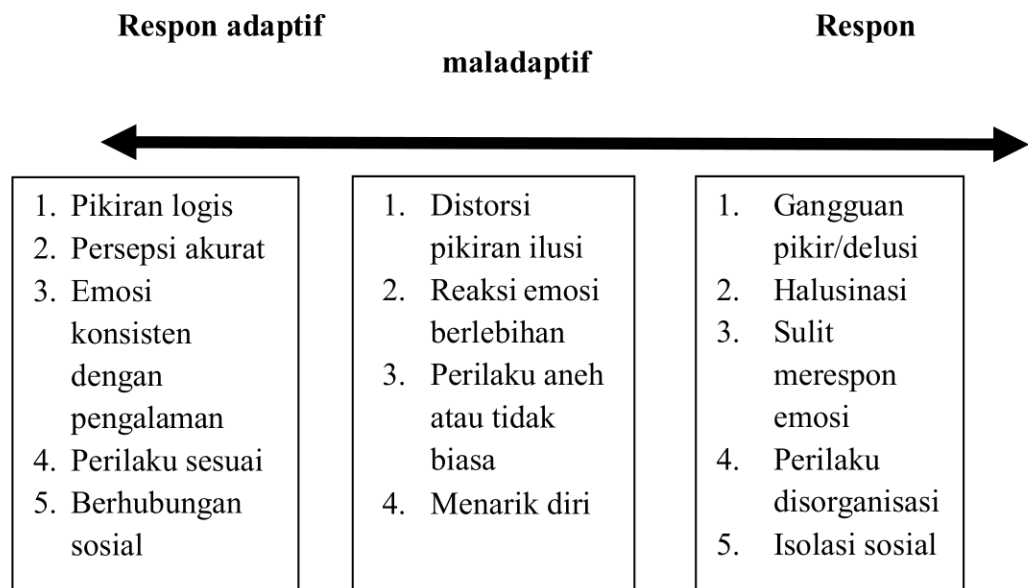 Respon adaptif Respon
maladaptif
1. Pikiran logis
2. Persepsi akurat
3. Emosi
konsisten
dengan
pengalaman
4. Perilaku sesuai
5. Berhubungan
sosial
1. Distorsi
pikiran ilusi
2. Reaksi emosi
berlebihan
3. Perilaku aneh
atau tidak
biasa
4. Menarik diri
1. Gangguan
pikir/delusi
2. Halusinasi
3. Sulit
merespon
emosi
4. Perilaku
disorganisasi
5. Isolasi sosial